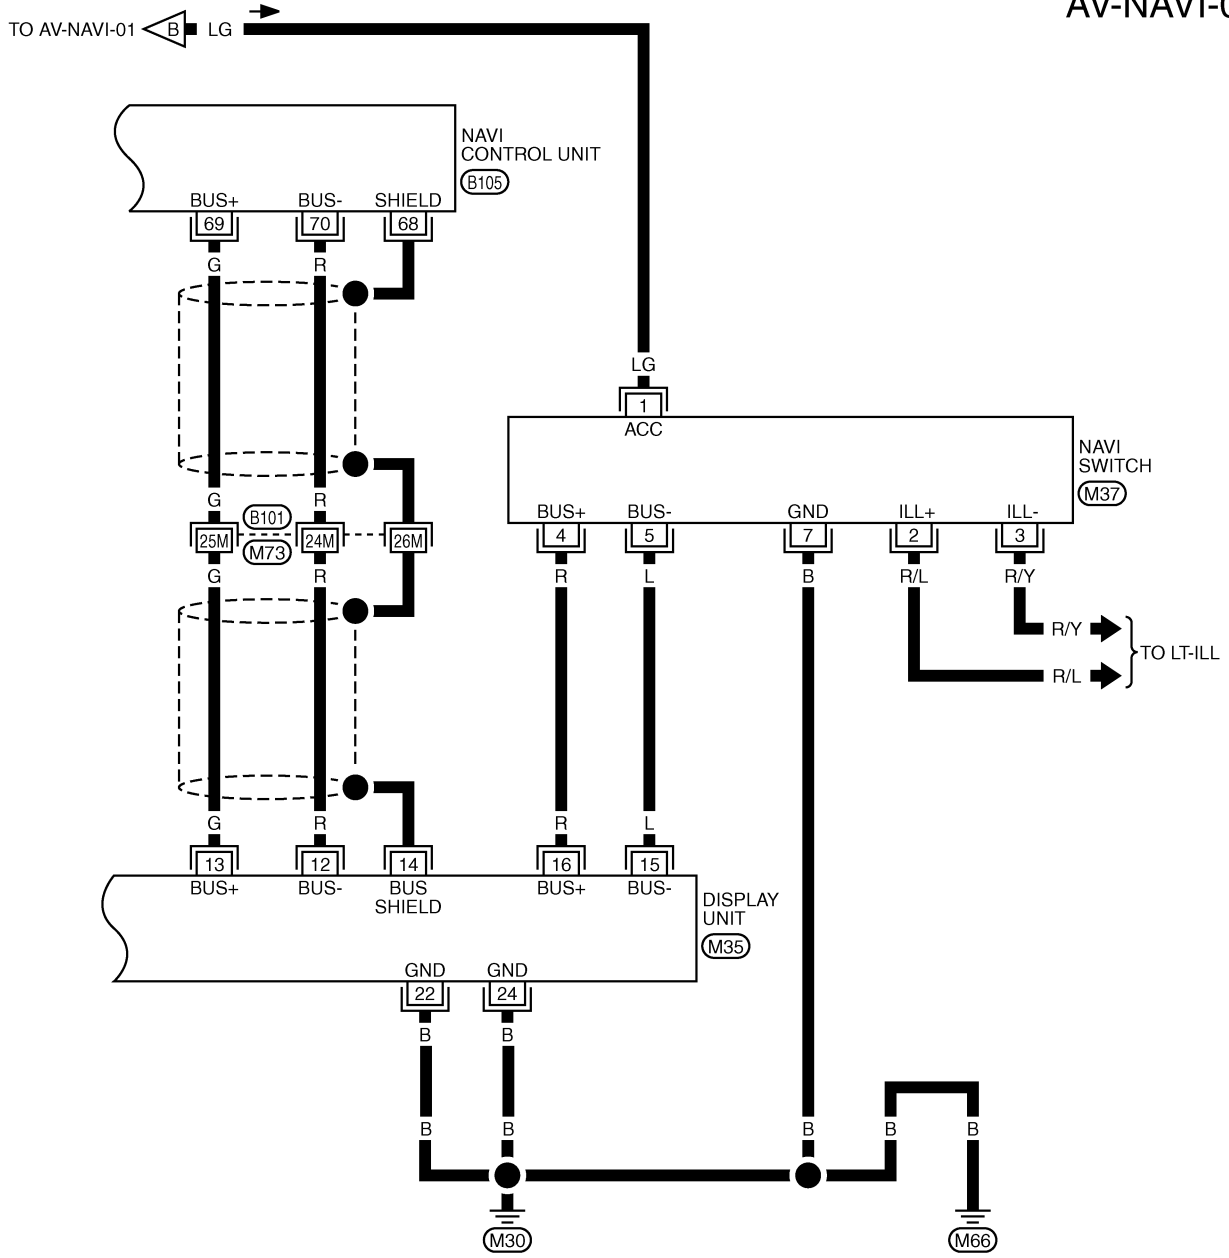 AV-NAVI-0
TO AV-NAVI-01 B LG
NAVI
CONTROL UNIT
B105
BUS+ BUS- SHIELD
69 70 68
G R
LG
1
ACC
NAVI
SWITCH
M37
G R
B101
25M 24M 26M
M73
G R
BUS+ BUS- GND ILL+ ILL-
4 5 7 2 3
R L B R/L R/Y
R/Y
TO LT-ILL
R/L
G R R L
13 12 14 16 15
BUS+ BUS- BUS BUS+ BUS-
SHIELD
DISPLAY
UNIT
M35
GND GND
22 24
B B
B B B B B
M30 M66